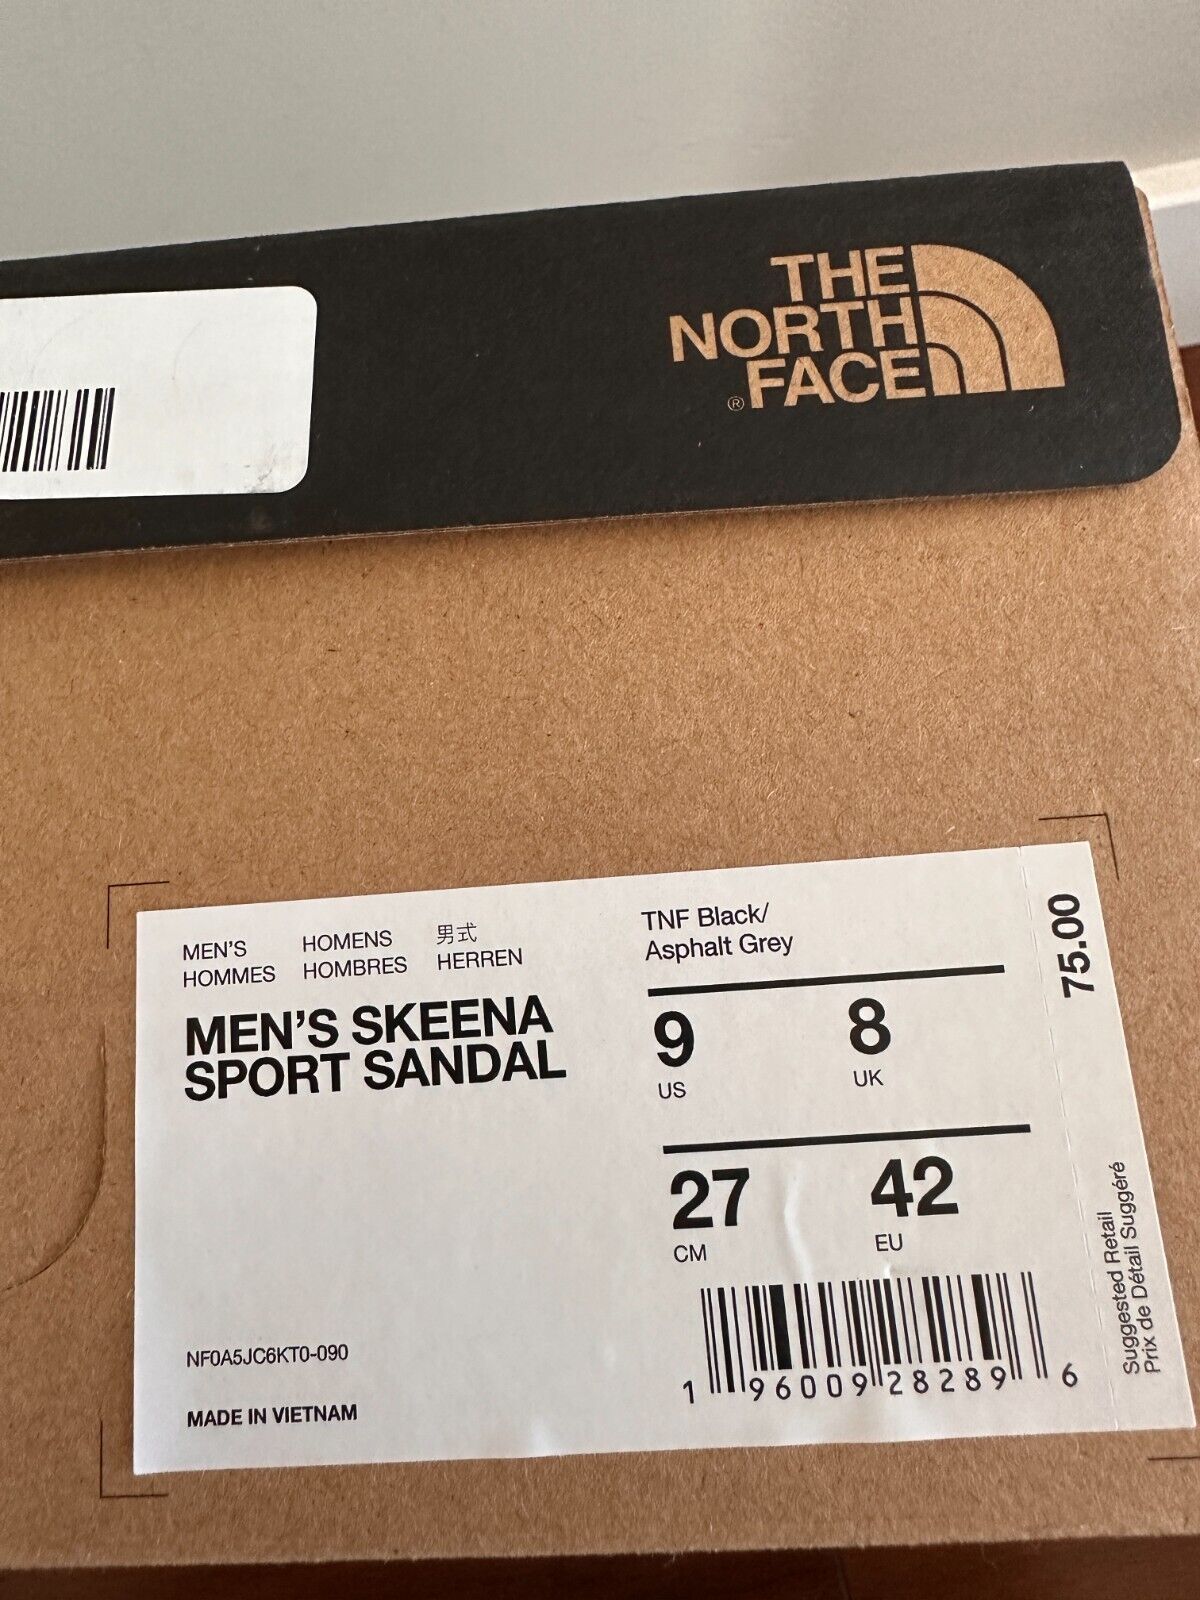 THE
NORTH
FACE
®
MEN'S HOMENS 男式
HOMMES HOMBRES HERREN
MEN'S SKEENA
SPORT SANDAL
TNF Black/
Asphalt Grey
9 8
US UK
27 42
CM EU
1 96009 28289 6
NF0A5JC6KT0-090
MADE IN VIETNAM
75.00
Suggested Retail
Prix de Détail Suggéré